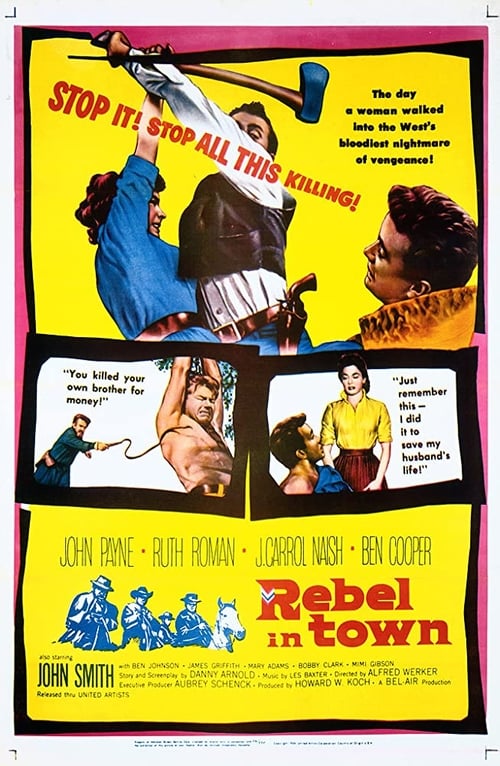 STOP IT! STOP ALL THIS KILLING!
The day
a woman walked
into the West's
bloodiest nightmare
of vengeance!
"You killed your
own brother for
money!"
"Just
remember
this—
I did
it to
save my
husband's
life!"
JOHN PAYNE • RUTH ROMAN • J. CARROL NAISH • BEN COOPER
Rebel
in town
also starring
JOHN SMITH
with BEN JOHNSON • JAMES GRIFFITH • MARY ADAMS • BOBBY CLARK • MIMI GIBSON
Story and Screenplay by DANNY ARNOLD • Music by LES BAXTER • Directed by ALFRED WERKER
Executive Producer AUBREY SCHENCK • Produced by HOWARD W. KOCH • A BEL-AIR Production
Released thru UNITED ARTISTS